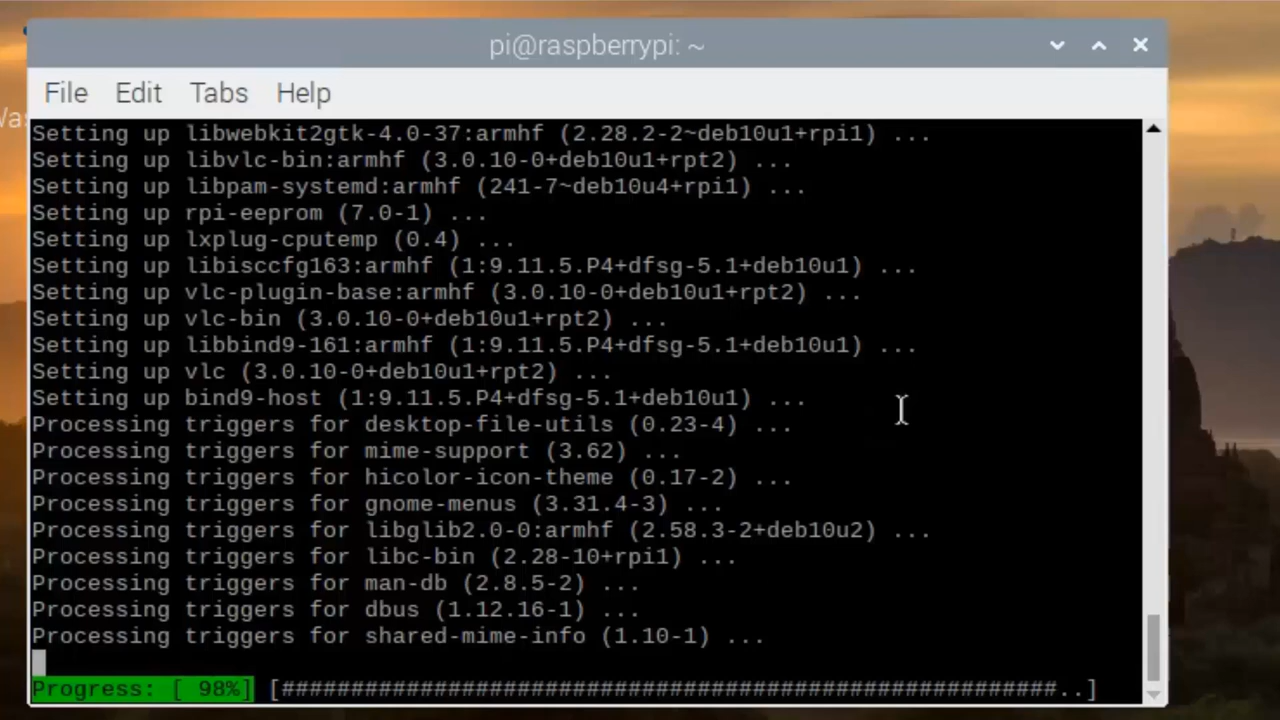 pi@raspberrypi: ~
File Edit Tabs Help
Was
Setting up libwebkit2gtk-4.0-37:armhf (2.28.2-2~deb10u1+rpi1) ...
Setting up libvlc-bin:armhf (3.0.10-0+deb10u1+rpt2) ...
Setting up libpam-systemd:armhf (241-7~deb10u4+rpi1) ...
Setting up rpi-eeprom (7.0-1) ...
Setting up lxplug-cputemp (0.4) ...
Setting up libisccfg163:armhf (1:9.11.5.P4+dfsg-5.1+deb10u1) ...
Setting up vlc-plugin-base:armhf (3.0.10-0+deb10u1+rpt2) ...
Setting up vlc-bin (3.0.10-0+deb10u1+rpt2) ...
Setting up libbind9-161:armhf (1:9.11.5.P4+dfsg-5.1+deb10u1) ...
Setting up vlc (3.0.10-0+deb10u1+rpt2) ...
Setting up bind9-host (1:9.11.5.P4+dfsg-5.1+deb10u1) ...
Processing triggers for desktop-file-utils (0.23-4) ...
Processing triggers for mime-support (3.62) ...
Processing triggers for hicolor-icon-theme (0.17-2) ...
Processing triggers for gnome-menus (3.31.4-3) ...
Processing triggers for libglib2.0-0:armhf (2.58.3-2+deb10u2) ...
Processing triggers for libc-bin (2.28-10+rpi1) ...
Processing triggers for man-db (2.8.5-2) ...
Processing triggers for dbus (1.12.16-1) ...
Processing triggers for shared-mime-info (1.10-1) ...
Progress: [ 98%] [########################################################..]